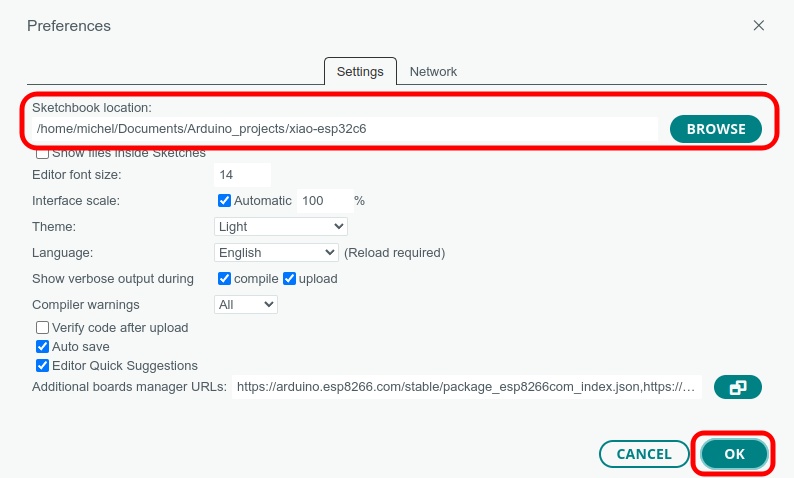 Preferences
Settings Network
Sketchbook location:
/home/michel/Documents/Arduino_projects/xiao-esp32c6 BROWSE
Show files inside Sketches
Editor font size: 14
Interface scale: Automatic 100 %
Theme: Light
Language: English (Reload required)
Show verbose output during compile upload
Compiler warnings All
Verify code after upload
Auto save
Editor Quick Suggestions
Additional boards manager URLs: https://arduino.esp8266.com/stable/package_esp8266com_index.json,https://...
CANCEL OK